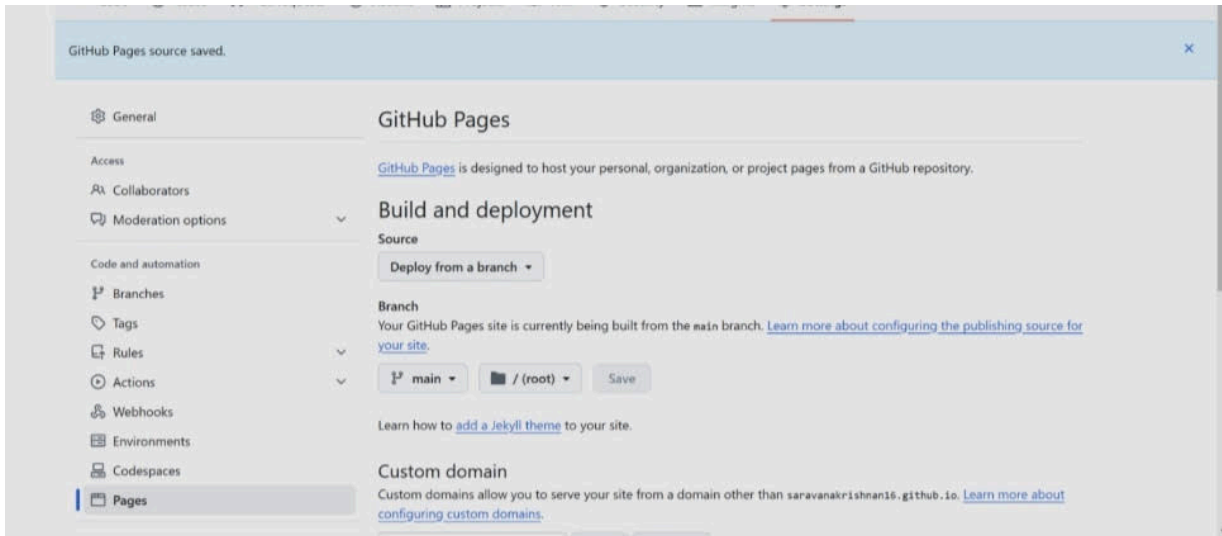 GitHub Pages source saved.
General
Access
Collaborators
Moderation options
Code and automation
Branches
Tags
Rules
Actions
Webhooks
Environments
Codespaces
Pages
GitHub Pages
GitHub Pages is designed to host your personal, organization, or project pages from a GitHub repository.
Build and deployment
Source
Deploy from a branch
Branch
Your GitHub Pages site is currently being built from the main branch. Learn more about configuring the publishing source for
your site.
main / (root) Save
Learn how to add a Jekyll theme to your site.
Custom domain
Custom domains allow you to serve your site from a domain other than saravanakrishnan16.github.io. Learn more about
configuring custom domains.